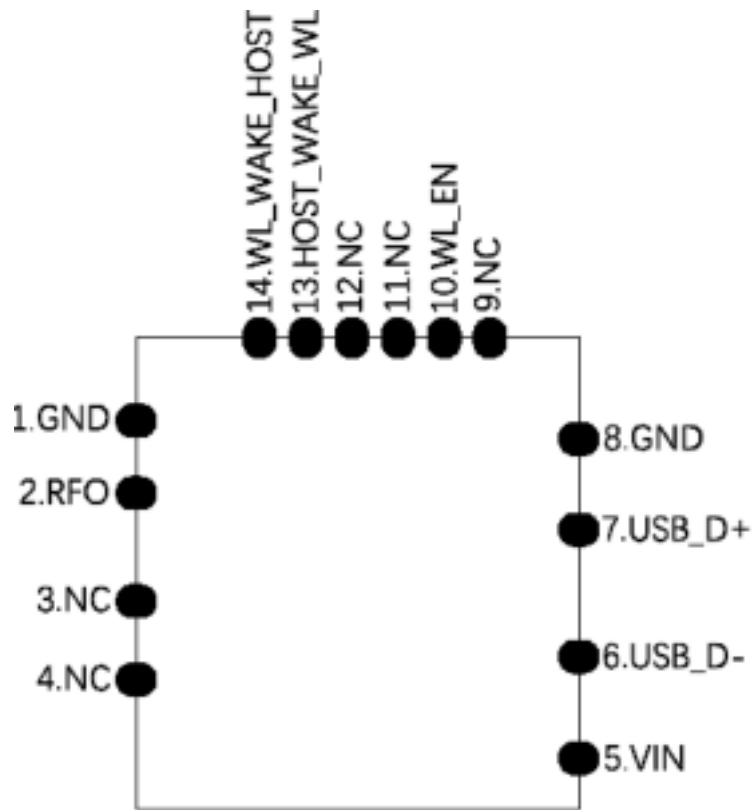 14.WL_WAKE_HOST
13.HOST_WAKE_WL
12.NC
11.NC
10.WL_EN
9.NC
1.GND
2.RFO
3.NC
4.NC
8.GND
7.USB_D+
6.USB_D-
5.VIN